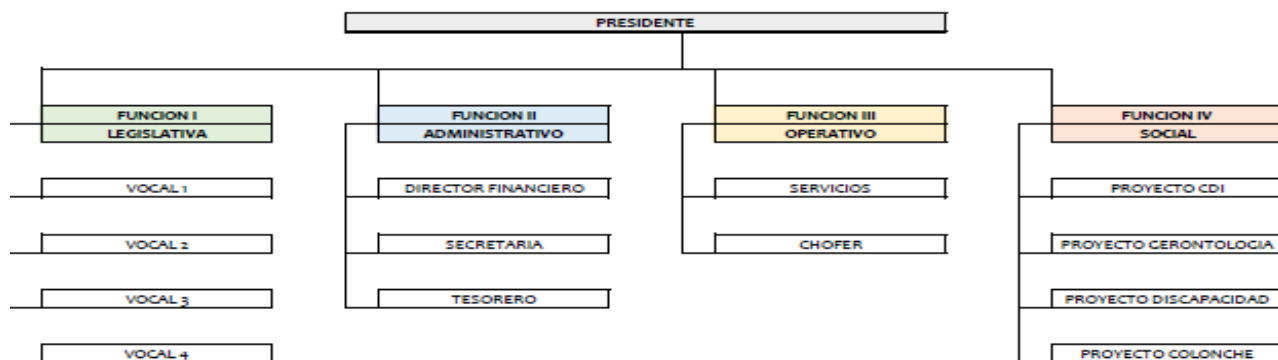 PRESIDENTE
FUNCION I
LEGISLATIVA
FUNCION II
ADMINISTRATIVO
FUNCION III
OPERATIVO
FUNCION IV
SOCIAL
VOCAL 1
DIRECTOR FINANCIERO
SERVICIOS
PROYECTO CDI
VOCAL 2
SECRETARIA
CHOFER
PROYECTO GERONTOLOGIA
VOCAL 3
TESORERO
PROYECTO DISCAPACIDAD
VOCAL 4
PROYECTO COLONCHE